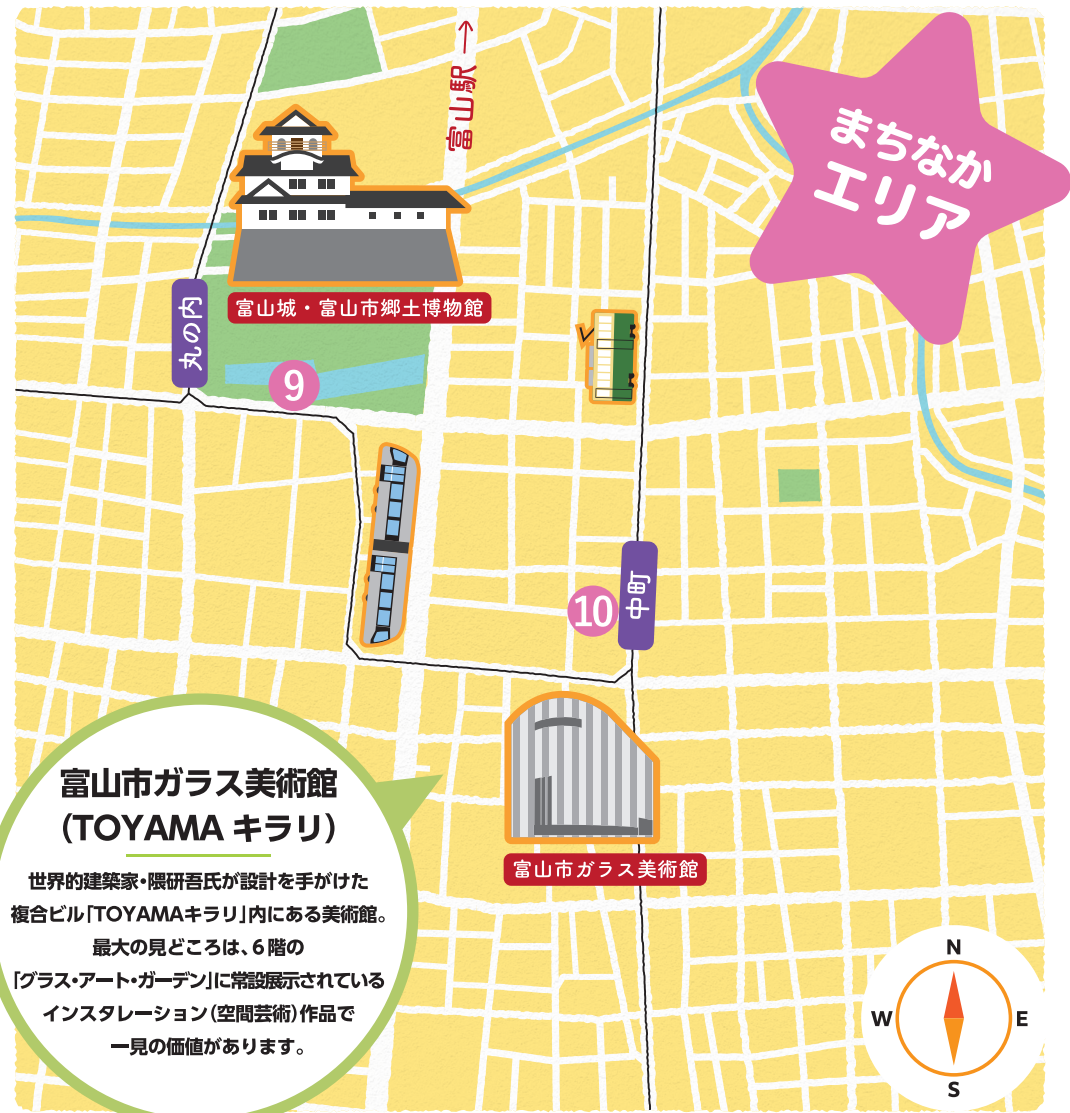 富山駅→
まちなか
エリア
富山城・富山市郷土博物館
丸の内
9
中町
10
富山市ガラス美術館
富山市ガラス美術館
(TOYAMA キラリ)
世界的建築家・隈研吾氏が設計を手がけた
複合ビル「TOYAMAキラリ」内にある美術館。
最大の見どころは、6階の
「グラス・アート・ガーデン」に常設展示されている
インスタレーション(空間芸術)作品で
一見の価値があります。
N
W
E
S